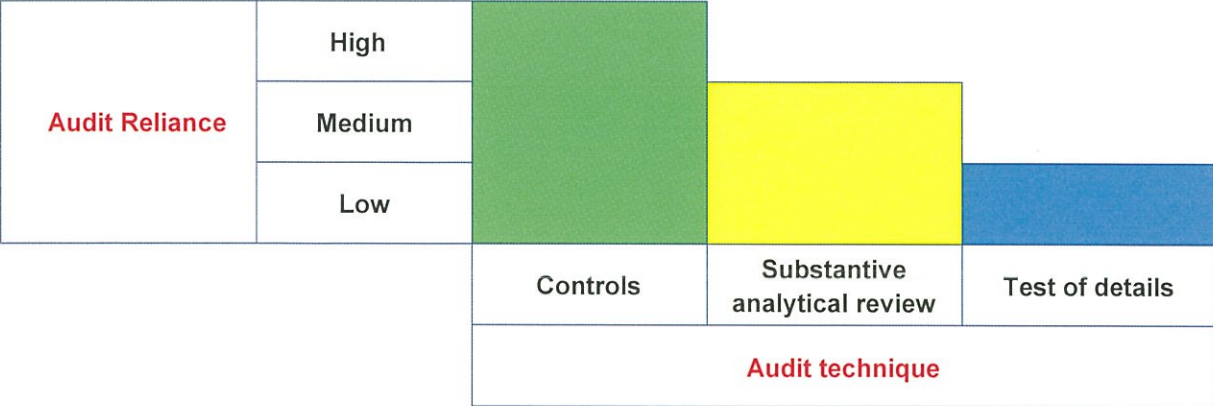 High
Audit Reliance
Medium
Low
Controls
Substantive
analytical review
Test of details
Audit technique